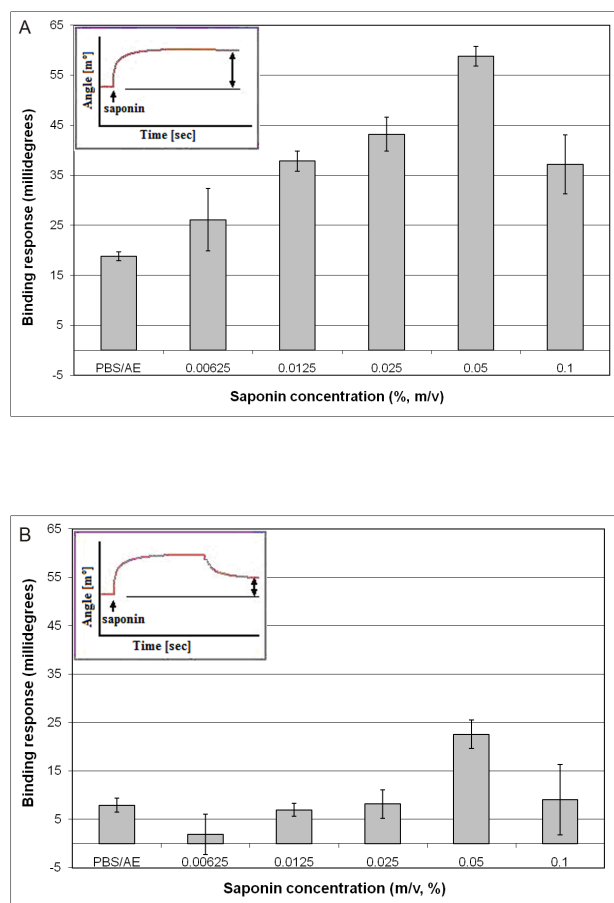 A
65
55
45
35
25
15
5
-5
Binding response (millidegrees)
Angle [m°]
saponin
Time [sec]
PBS/AE 0.00625 0.0125 0.025 0.05 0.1
Saponin concentration (%, m/v)
B
65
55
45
35
25
15
5
-5
Binding response (millidegrees)
Angle [m°]
saponin
Time [sec]
PBS/AE 0.00625 0.0125 0.025 0.05 0.1
Saponin concentration (m/v, %)